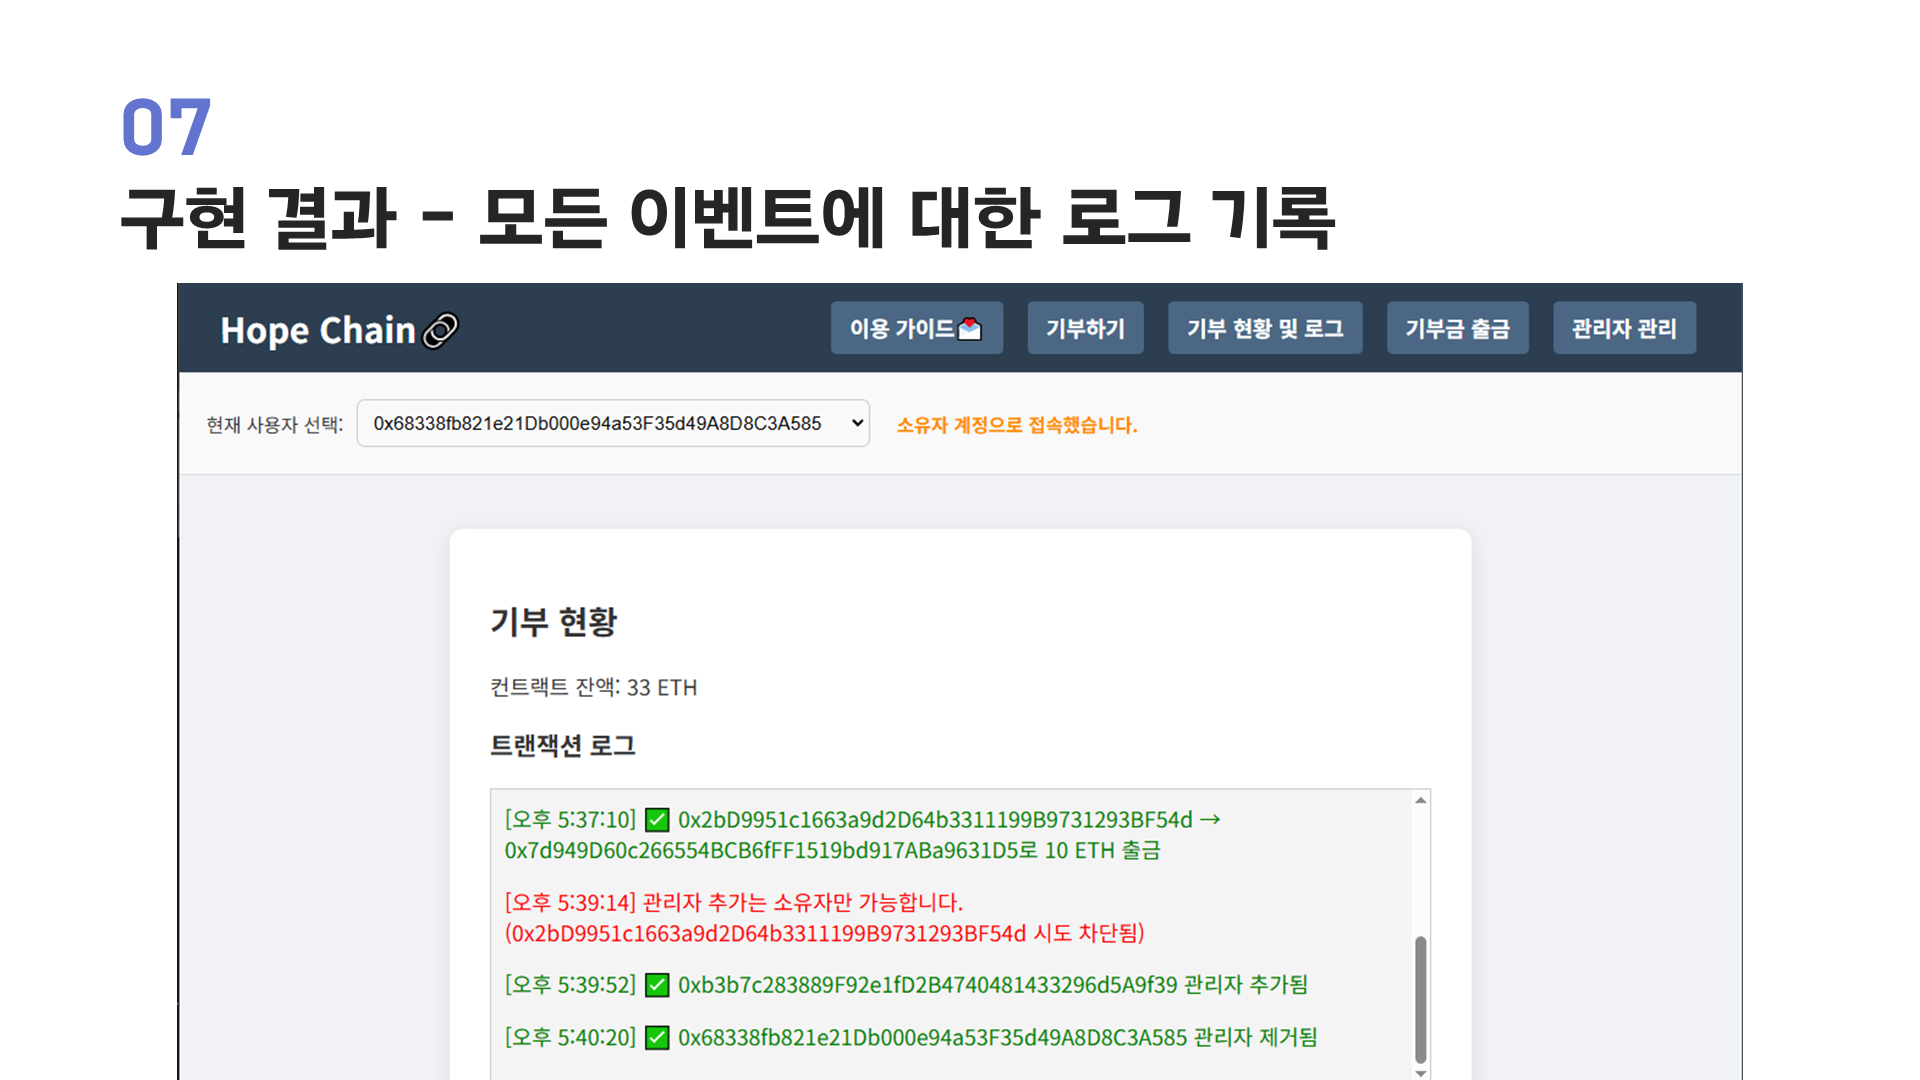 07
구현 결과 - 모든 이벤트에 대한 로그 기록
Hope Chain🔗
이용 가이드💌
기부하기
기부 현황 및 로그
기부금 출금
관리자 관리
현재 사용자 선택:
0x68338fb821e21Db000e94a53F35d49A8D8C3A585
소유자 계정으로 접속했습니다.
기부 현황
컨트랙트 잔액: 33 ETH
트랜잭션 로그
[오후 5:37:10] ✅ 0x2bD9951c1663a9d2D64b3311199B9731293BF54d →
0x7d949D60c266554BCB6fFF1519bd917ABa9631D5로 10 ETH 출금
[오후 5:39:14] 관리자 추가는 소유자만 가능합니다.
(0x2bD9951c1663a9d2D64b3311199B9731293BF54d 시도 차단됨)
[오후 5:39:52] ✅ 0xb3b7c283889F92e1fD2B4740481433296d5A9f39 관리자 추가됨
[오후 5:40:20] ✅ 0x68338fb821e21Db000e94a53F35d49A8D8C3A585 관리자 제거됨